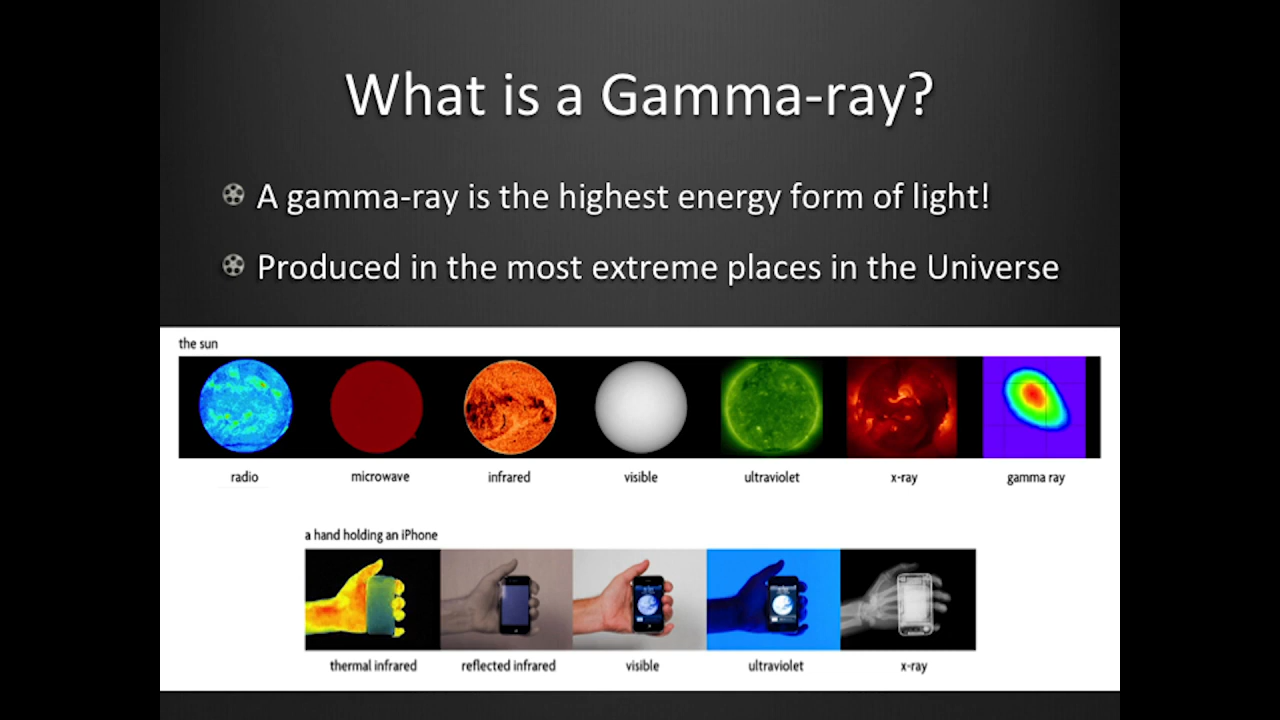 What is a Gamma-ray?
A gamma-ray is the highest energy form of light!
Produced in the most extreme places in the Universe
the sun
radio microwave infrared visible ultraviolet x-ray gamma ray
a hand holding an iPhone
thermal infrared reflected infrared visible ultraviolet x-ray